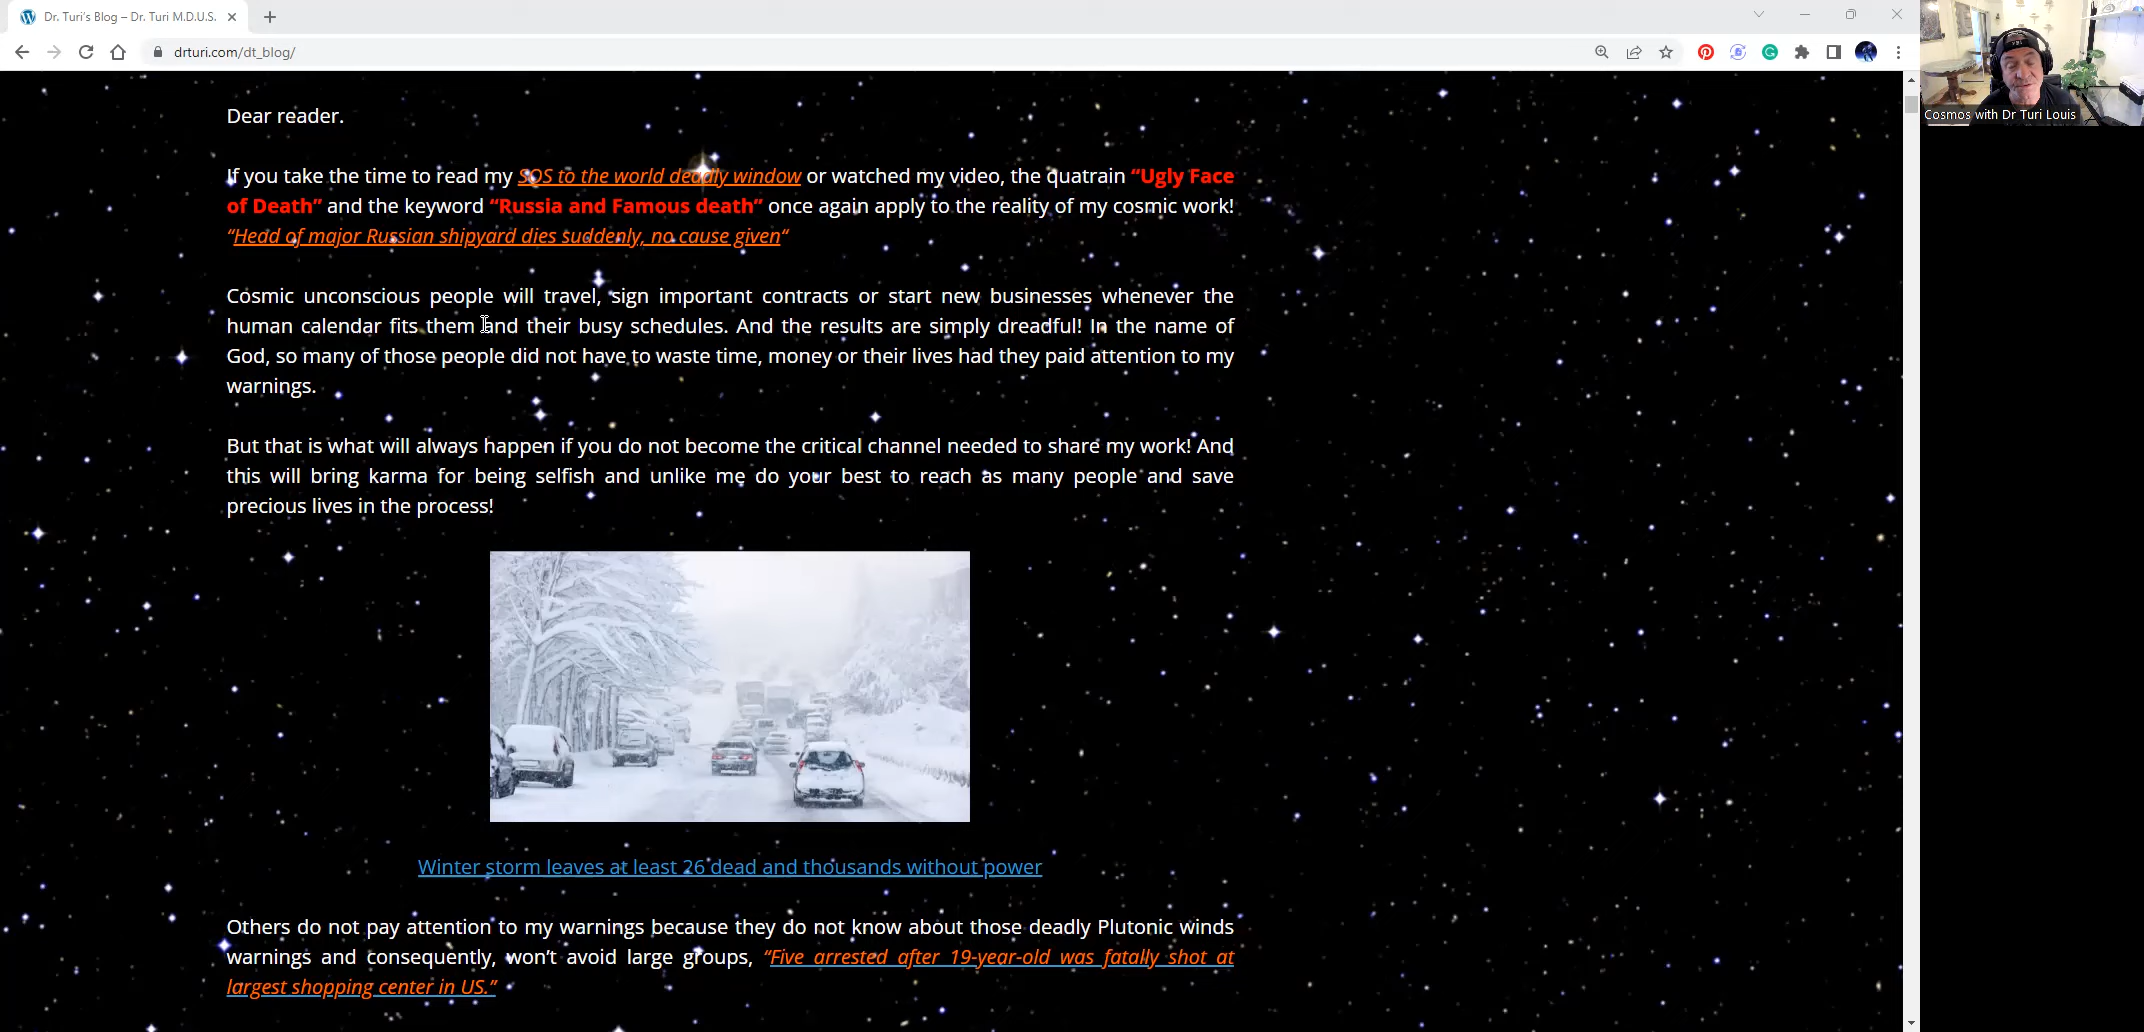 Dr. Turi's Blog – Dr. Turi M.D.U.S.
drturi.com/dt_blog/
Cosmos with Dr Turi Louis
Dear reader.
If you take the time to read my SOS to the world deadly window or watched my video, the quatrain “Ugly Face
of Death” and the keyword “Russia and Famous death” once again apply to the reality of my cosmic work!
“Head of major Russian shipyard dies suddenly, no cause given“
Cosmic unconscious people will travel, sign important contracts or start new businesses whenever the
human calendar fits them and their busy schedules. And the results are simply dreadful! In the name of
God, so many of those people did not have to waste time, money or their lives had they paid attention to my
warnings.
But that is what will always happen if you do not become the critical channel needed to share my work! And
this will bring karma for being selfish and unlike me do your best to reach as many people and save
precious lives in the process!
Winter storm leaves at least 26 dead and thousands without power
Others do not pay attention to my warnings because they do not know about those deadly Plutonic winds
warnings and consequently, won't avoid large groups, “Five arrested after 19-year-old was fatally shot at
largest shopping center in US.”